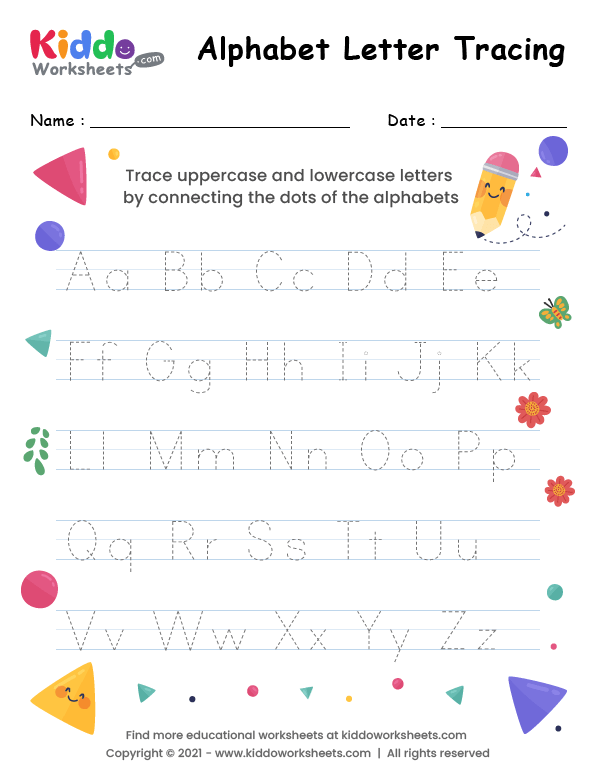 Kiddo
Worksheets.com
Alphabet Letter Tracing
Name : Date :
Trace uppercase and lowercase letters
by connecting the dots of the alphabets
Aa Bb Cc Dd Ee
Ff Gg Hh Ii Jj Kk
Ll Mm Nn Oo Pp
Qq Rr Ss Tt Uu
Vv Ww Xx Yy Zz
Find more educational worksheets at kiddoworksheets.com
Copyright © 2021 - www.kiddoworksheets.com | All rights reserved